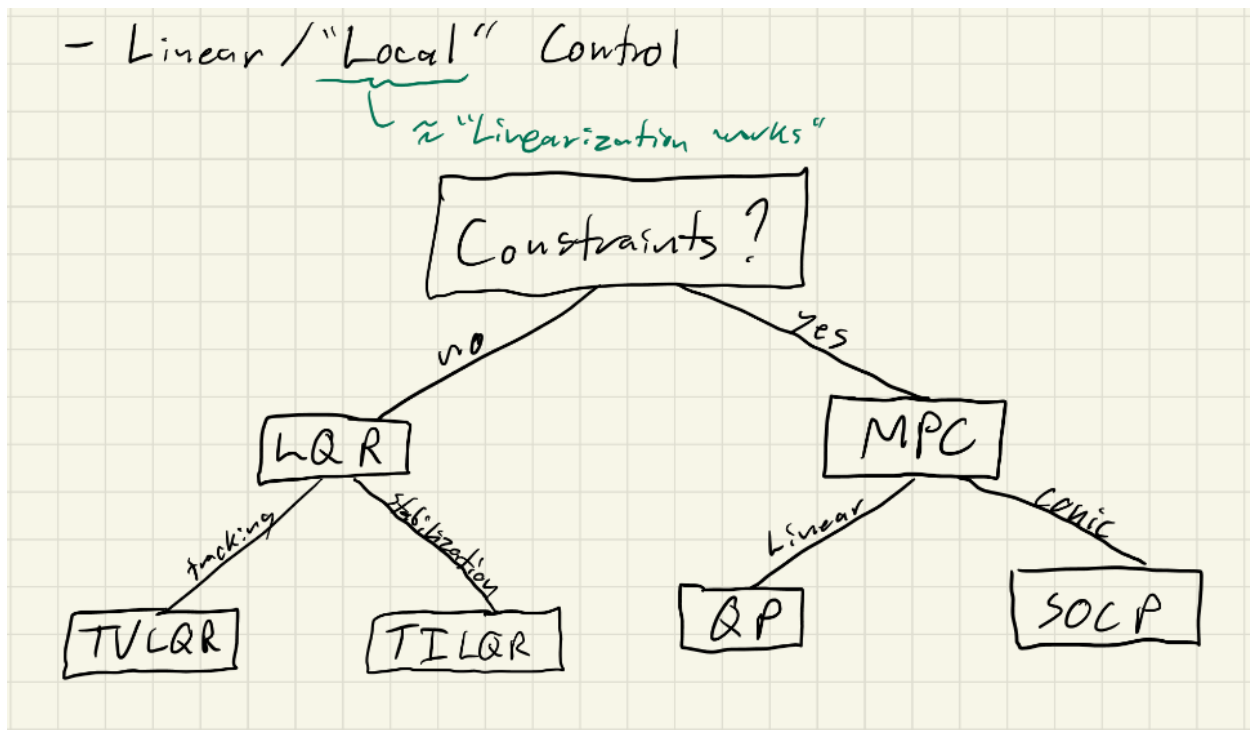 - Linear / "Local" Control
≈ "Linearization works"
Constraints ?
no
yes
LQR
MPC
tracking
stabilization
Linear
conic
TVLQR
TILQR
QP
SOCP